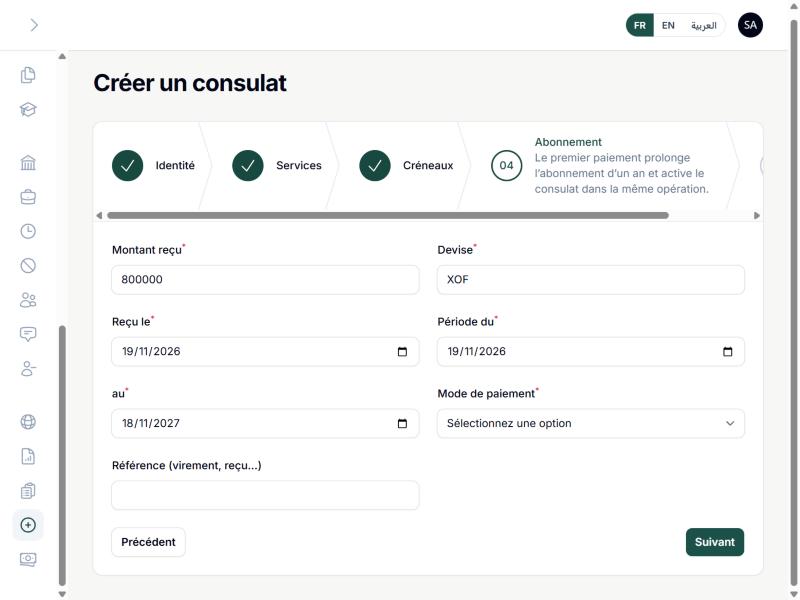 FR EN العربية SA
Créer un consulat
Identité
Services
Créneaux
04
Abonnement
Le premier paiement prolonge
l'abonnement d'un an et active le
consulat dans la même opération.
Montant reçu*
Devise*
800000
XOF
Reçu le*
Période du*
19/11/2026
19/11/2026
au*
Mode de paiement*
18/11/2027
Sélectionnez une option
Référence (virement, reçu...)
Précédent
Suivant